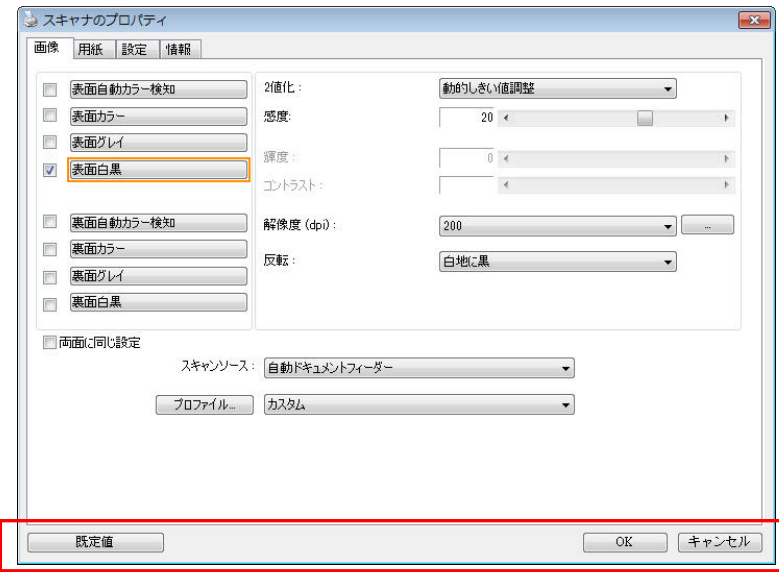 スキャナのプロパティ
画像 用紙 設定 情報
表面自動カラー検知
表面カラー
表面グレイ
表面白黒
裏面自動カラー検知
裏面カラー
裏面グレイ
裏面白黒
2値化： 動的しきい値調整
感度: 20
輝度： 0
コントラスト：
解像度 (dpi)： 200 ...
反転： 白地に黒
両面に同じ設定
スキャンソース： 自動ドキュメントフィーダー
プロファイル... カスタム
既定値 OK キャンセル